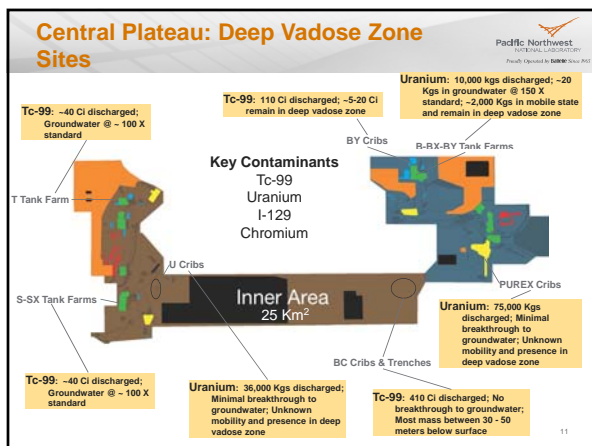 Central Plateau: Deep Vadose Zone
Sites
Pacific Northwest
NATIONAL LABORATORY
Proudly Operated by Battelle Since 1965
Tc-99: ~40 Ci discharged;
Groundwater @ ~ 100 X
standard
Tc-99: 110 Ci discharged; ~5-20 Ci
remain in deep vadose zone
Uranium: 10,000 kgs discharged; ~20
Kgs in groundwater @ 150 X
standard; ~2,000 Kgs in mobile state
and remain in deep vadose zone
BY Cribs
B-BX-BY Tank Farms
Key Contaminants
Tc-99
Uranium
I-129
Chromium
T Tank Farm
U Cribs
S-SX Tank Farms
Inner Area
25 Km2
PUREX Cribs
Uranium: 75,000 Kgs
discharged; Minimal
breakthrough to
groundwater; Unknown
mobility and presence in
deep vadose zone
BC Cribs & Trenches
Tc-99: ~40 Ci discharged;
Groundwater @ ~ 100 X
standard
Uranium: 36,000 Kgs discharged;
Minimal breakthrough to
groundwater; Unknown
mobility and presence in deep
vadose zone
Tc-99: 410 Ci discharged; No
breakthrough to groundwater;
Most mass between 30 - 50
meters below surface
11